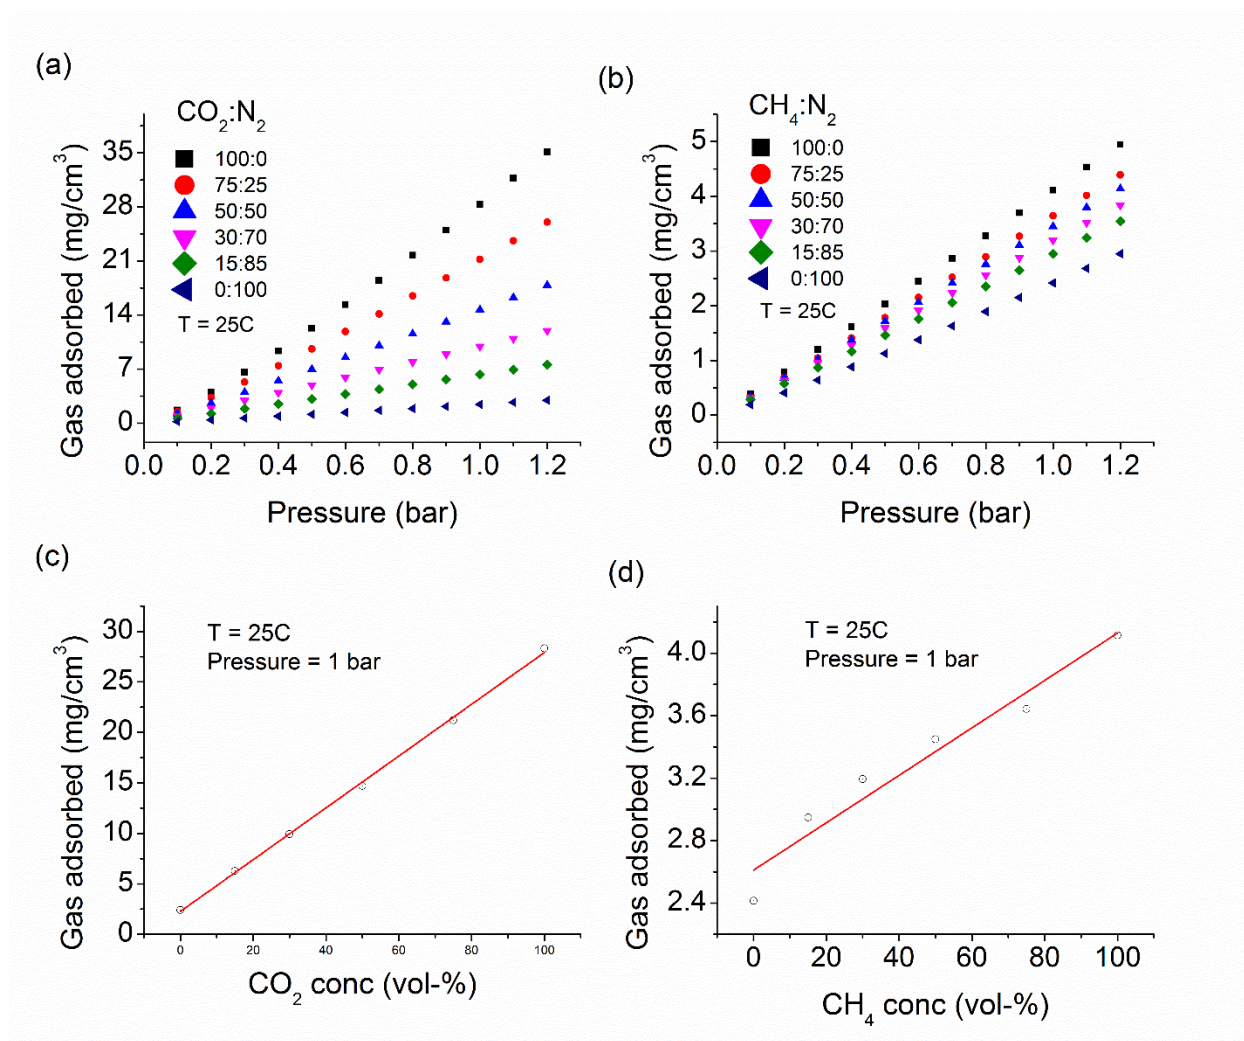 (a)
CO2:N2
100:0
75:25
50:50
30:70
15:85
0:100
T = 25C
Gas adsorbed (mg/cm3)
35
28
21
14
7
0
0.0 0.2 0.4 0.6 0.8 1.0 1.2
Pressure (bar)
(b)
CH4:N2
100:0
75:25
50:50
30:70
15:85
0:100
T = 25C
Gas adsorbed (mg/cm3)
5
4
3
2
1
0
0.0 0.2 0.4 0.6 0.8 1.0 1.2
Pressure (bar)
(c)
T = 25C
Pressure = 1 bar
Gas adsorbed (mg/cm3)
30
25
20
15
10
5
0
0 20 40 60 80 100
CO2 conc (vol-%)
(d)
T = 25C
Pressure = 1 bar
Gas adsorbed (mg/cm3)
4.0
3.6
3.2
2.8
2.4
0 20 40 60 80 100
CH4 conc (vol-%)